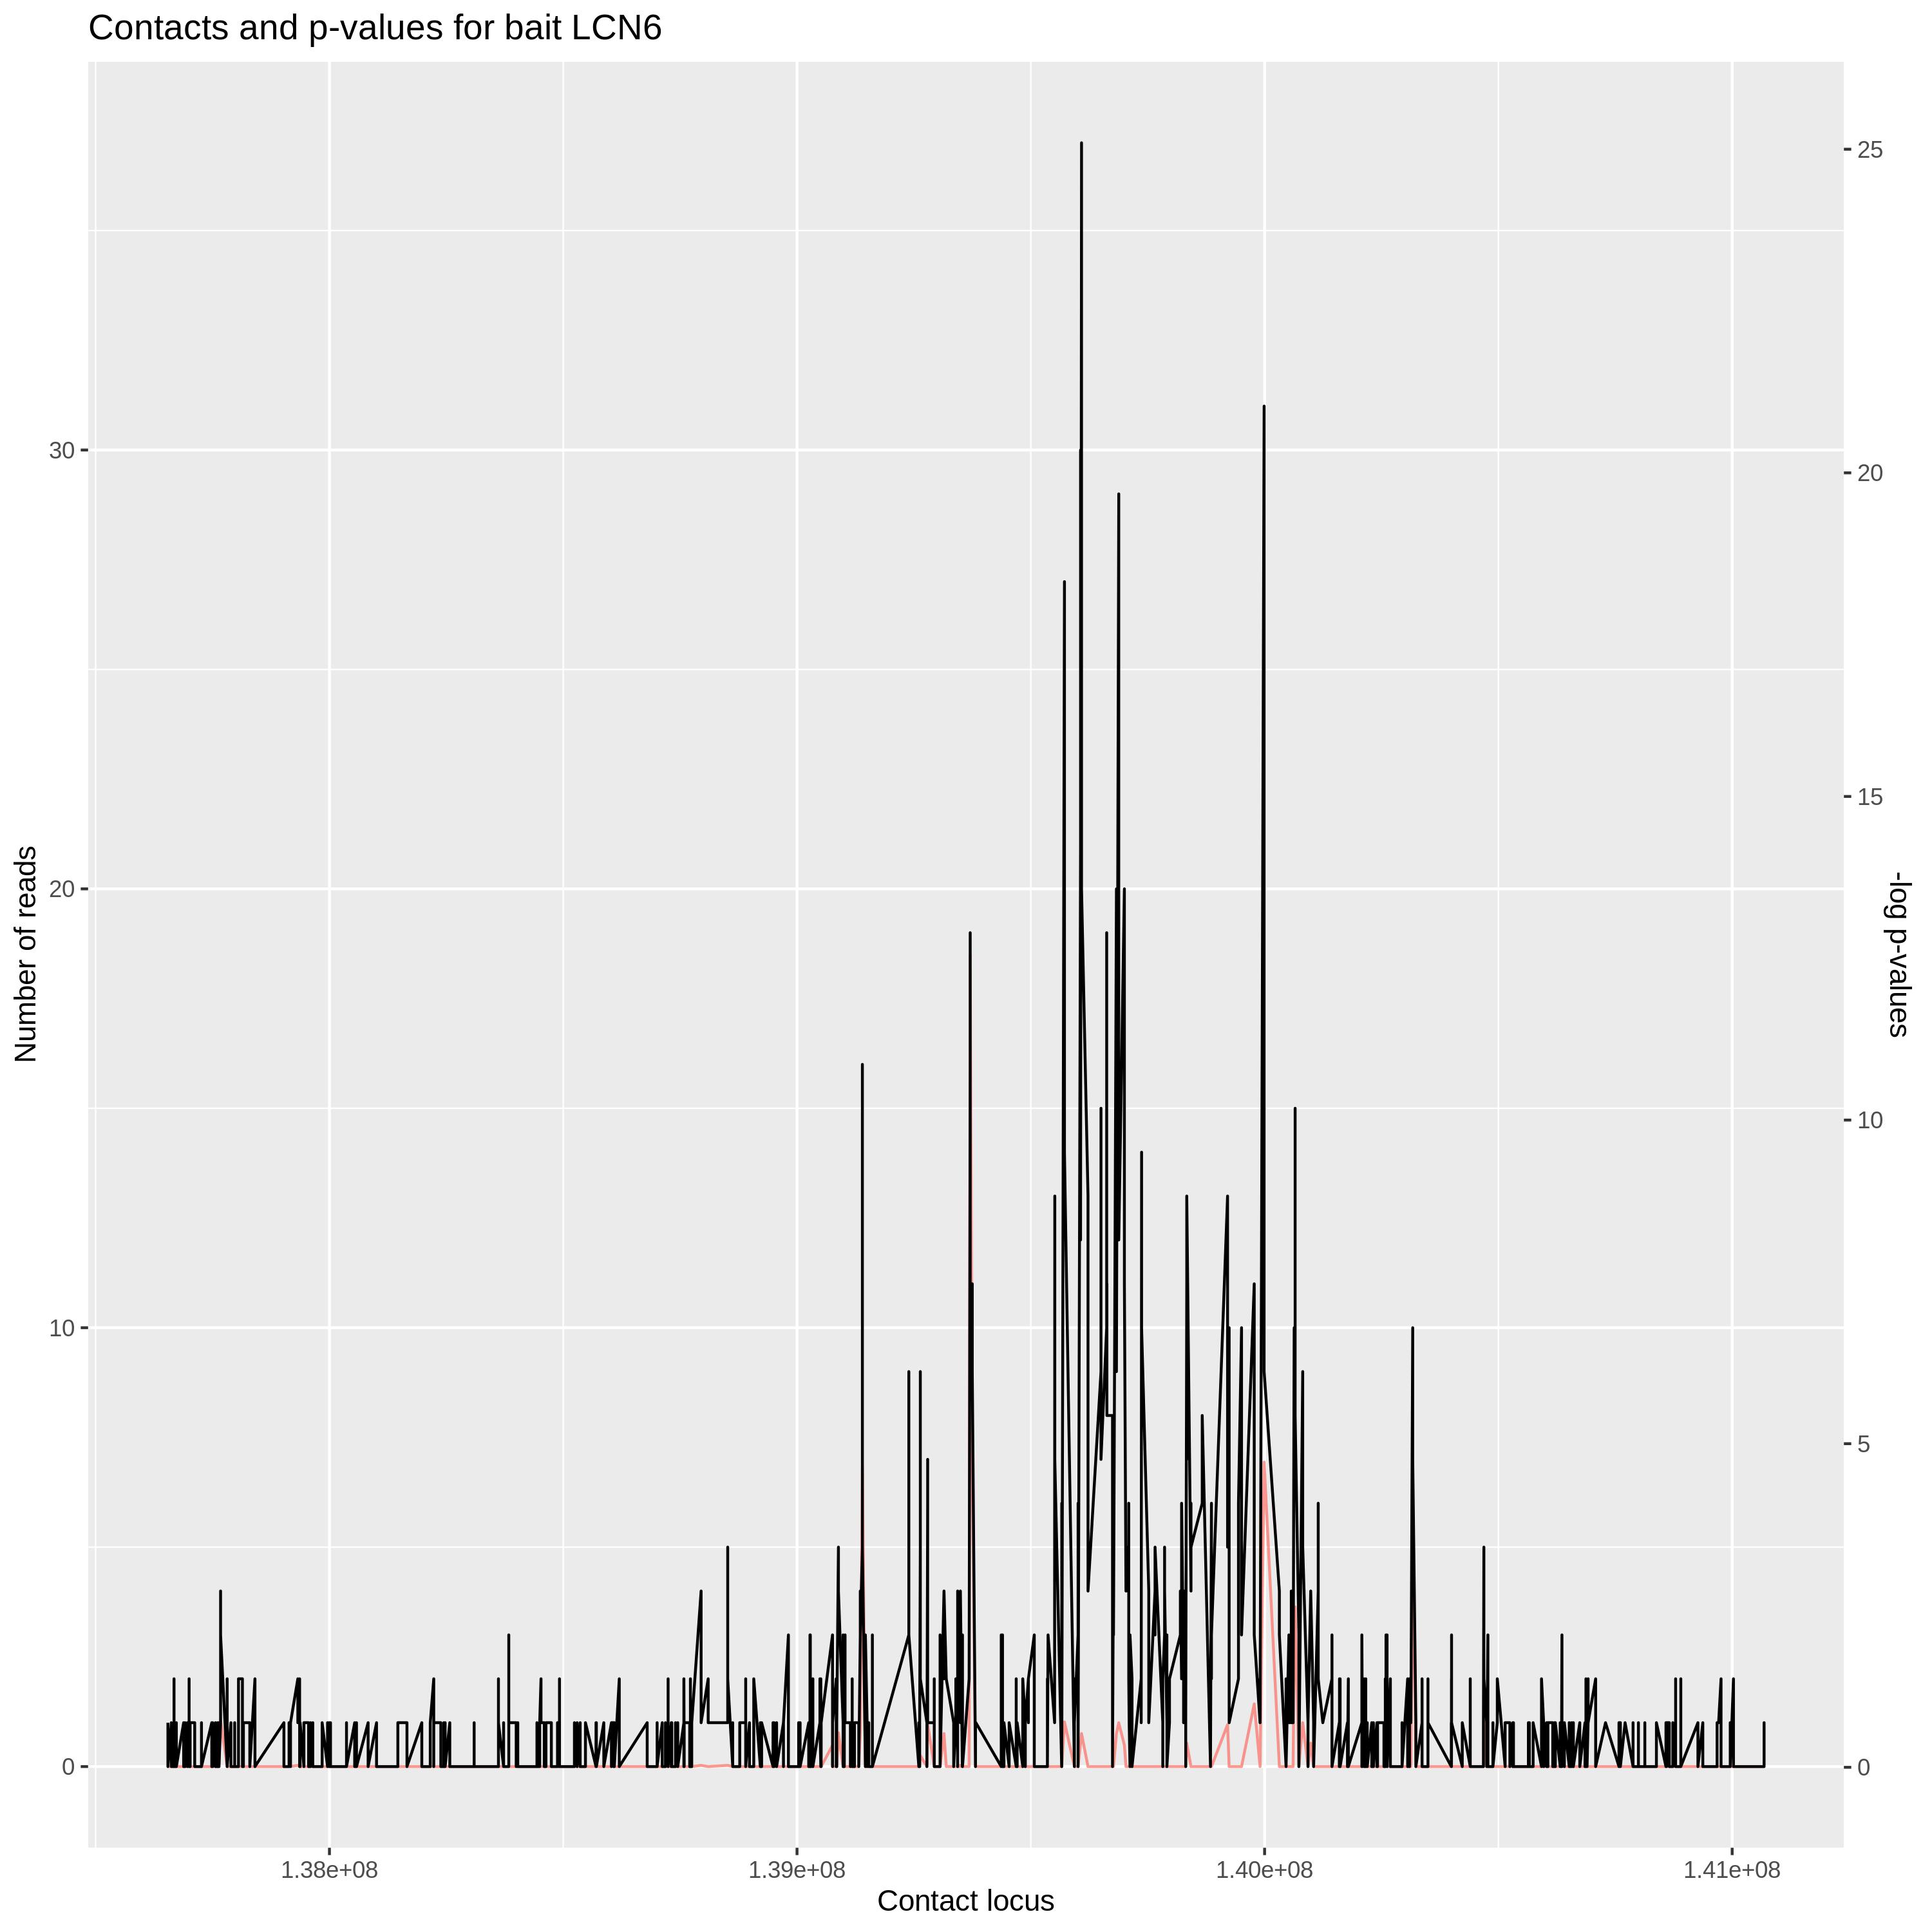 Contacts and p-values for bait LCN6
30
20
10
0
25
20
15
10
5
0
Number of reads
-log p-values
1.38e+08
1.39e+08
1.40e+08
1.41e+08
Contact locus